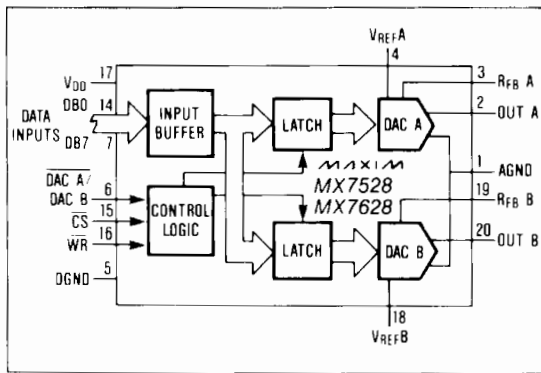 VREFA
14
17
VDD
3
RFB A
DB0 14
2
OUT A
DATA INPUTS
INPUT BUFFER
LATCH
DAC A
DB7 7
1
AGND
MAXIM
MX7528
MX7628
DAC A/
DAC B
6
CS
15
WR
16
CONTROL LOGIC
19
RFB B
20
OUT B
LATCH
DAC B
5
DGND
18
VREFB